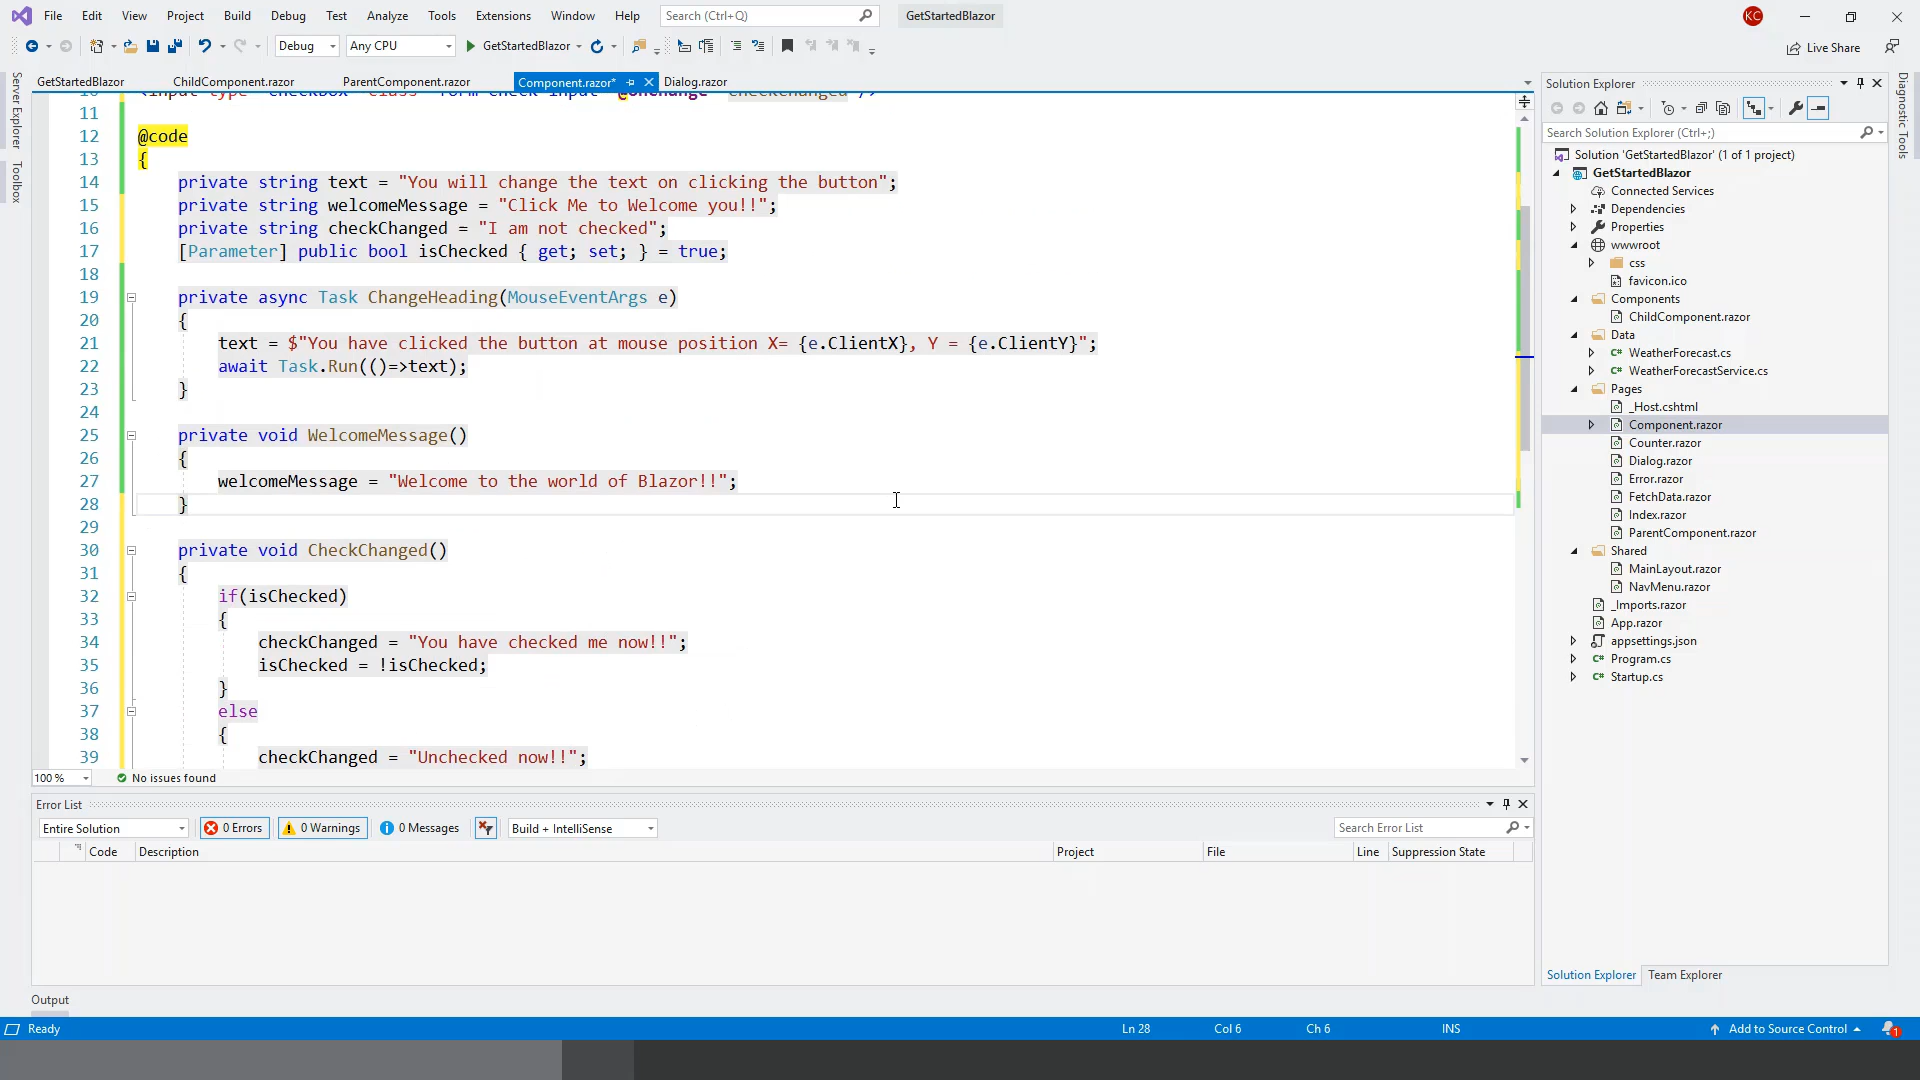 File Edit View Project Build Debug Test Analyze Tools Extensions Window Help Search (Ctrl+Q) GetStartedBlazor KC
Debug Any CPU GetStartedBlazor Live Share
GetStartedBlazor ChildComponent.razor ParentComponent.razor Component.razor* Dialog.razor
Server Explorer
Toolbox
11
12 @code
13 {
14 private string text = "You will change the text on clicking the button";
15 private string welcomeMessage = "Click Me to Welcome you!!";
16 private string checkChanged = "I am not checked";
17 [Parameter] public bool isChecked { get; set; } = true;
18
19 private async Task ChangeHeading(MouseEventArgs e)
20 {
21 text = $"You have clicked the button at mouse position X= {e.ClientX}, Y = {e.ClientY}";
22 await Task.Run(()=>text);
23 }
24
25 private void WelcomeMessage()
26 {
27 welcomeMessage = "Welcome to the world of Blazor!!";
28 }
29
30 private void CheckChanged()
31 {
32 if(isChecked)
33 {
34 checkChanged = "You have checked me now!!";
35 isChecked = !isChecked;
36 }
37 else
38 {
39 checkChanged = "Unchecked now!!";
100 % No issues found
Error List
Entire Solution 0 Errors 0 Warnings 0 Messages Build + IntelliSense Search Error List
Code Description Project File Line Suppression State
Output
Solution Explorer
Search Solution Explorer (Ctrl+;)
Solution 'GetStartedBlazor' (1 of 1 project)
GetStartedBlazor
Connected Services
Dependencies
Properties
wwwroot
css
favicon.ico
Components
ChildComponent.razor
Data
C# WeatherForecast.cs
C# WeatherForecastService.cs
Pages
_Host.cshtml
Component.razor
Counter.razor
Dialog.razor
Error.razor
FetchData.razor
Index.razor
ParentComponent.razor
Shared
MainLayout.razor
NavMenu.razor
_Imports.razor
App.razor
appsettings.json
C# Program.cs
C# Startup.cs
Solution Explorer Team Explorer
Diagnostic Tools
Ready Ln 28 Col 6 Ch 6 INS Add to Source Control 1